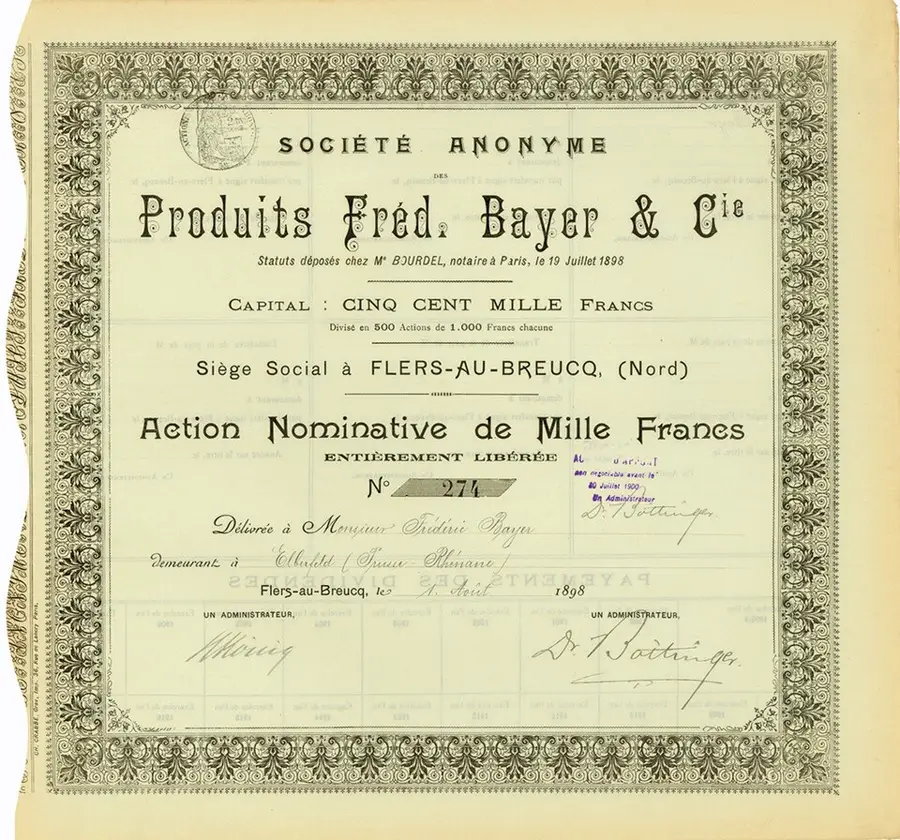 SOCIÉTÉ ANONYME
DES
Produits Fréd. Bayer & Cie
Statuts déposés chez Me BOURDEL, notaire à Paris, le 19 Juillet 1898
CAPITAL : CINQ CENT MILLE FRANCS
Divisé en 500 Actions de 1.000 Francs chacune
Siège Social à FLERS-AU-BREUCQ, (Nord)
Action Nominative de Mille Francs
ENTIÈREMENT LIBÉRÉE
No 274
non negociable avant le
20 Juillet 1900
Un Administrateur
Dr. Böttinger.
Délivrée à Monsieur Frédéric Bayer
demeurant à Elberfeld (Prusse-Rhénane)
Flers-au-Breucq, le 1. Août 1898
UN ADMINISTRATEUR, UN ADMINISTRATEUR,
Dr. Böttinger.
PAYEMENTS DES DIVIDENDES